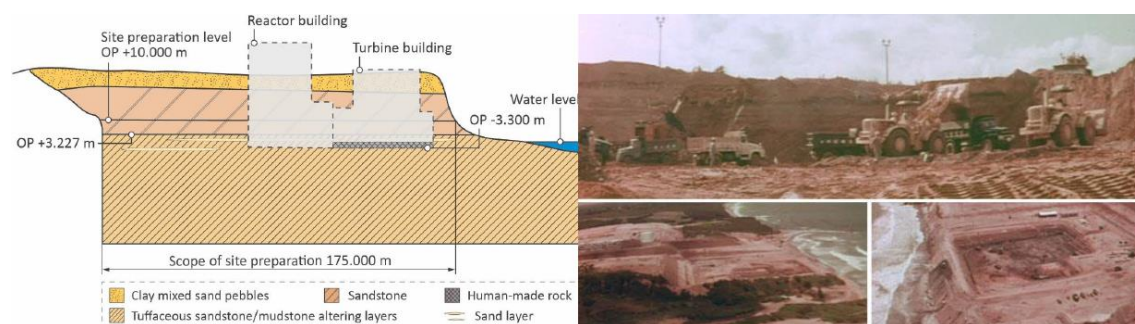 Reactor building
Site preparation level
OP +10.000 m
Turbine building
Water level
OP -3.300 m
OP +3.227 m
Scope of site preparation 175.000 m
Clay mixed sand pebbles
Sandstone
Human-made rock
Tuffaceous sandstone/mudstone altering layers
Sand layer